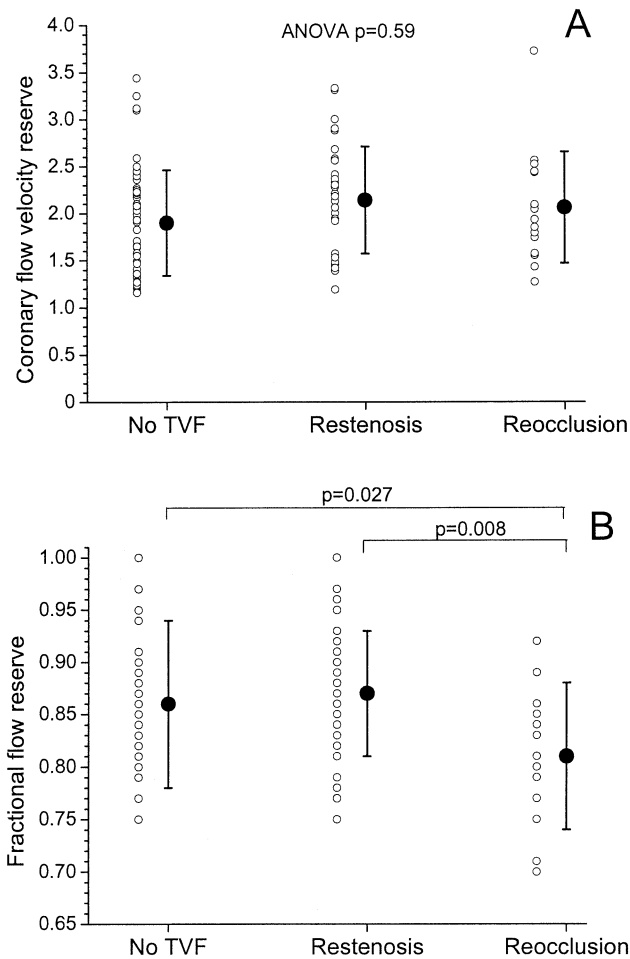 A
ANOVA p=0.59
Coronary flow velocity reserve
4.0
3.5
3.0
2.5
2.0
1.5
1.0
0.5
0
No TVF Restenosis Reocclusion
p=0.027
B
p=0.008
Fractional flow reserve
1.00
0.95
0.90
0.85
0.80
0.75
0.70
0.65
No TVF Restenosis Reocclusion